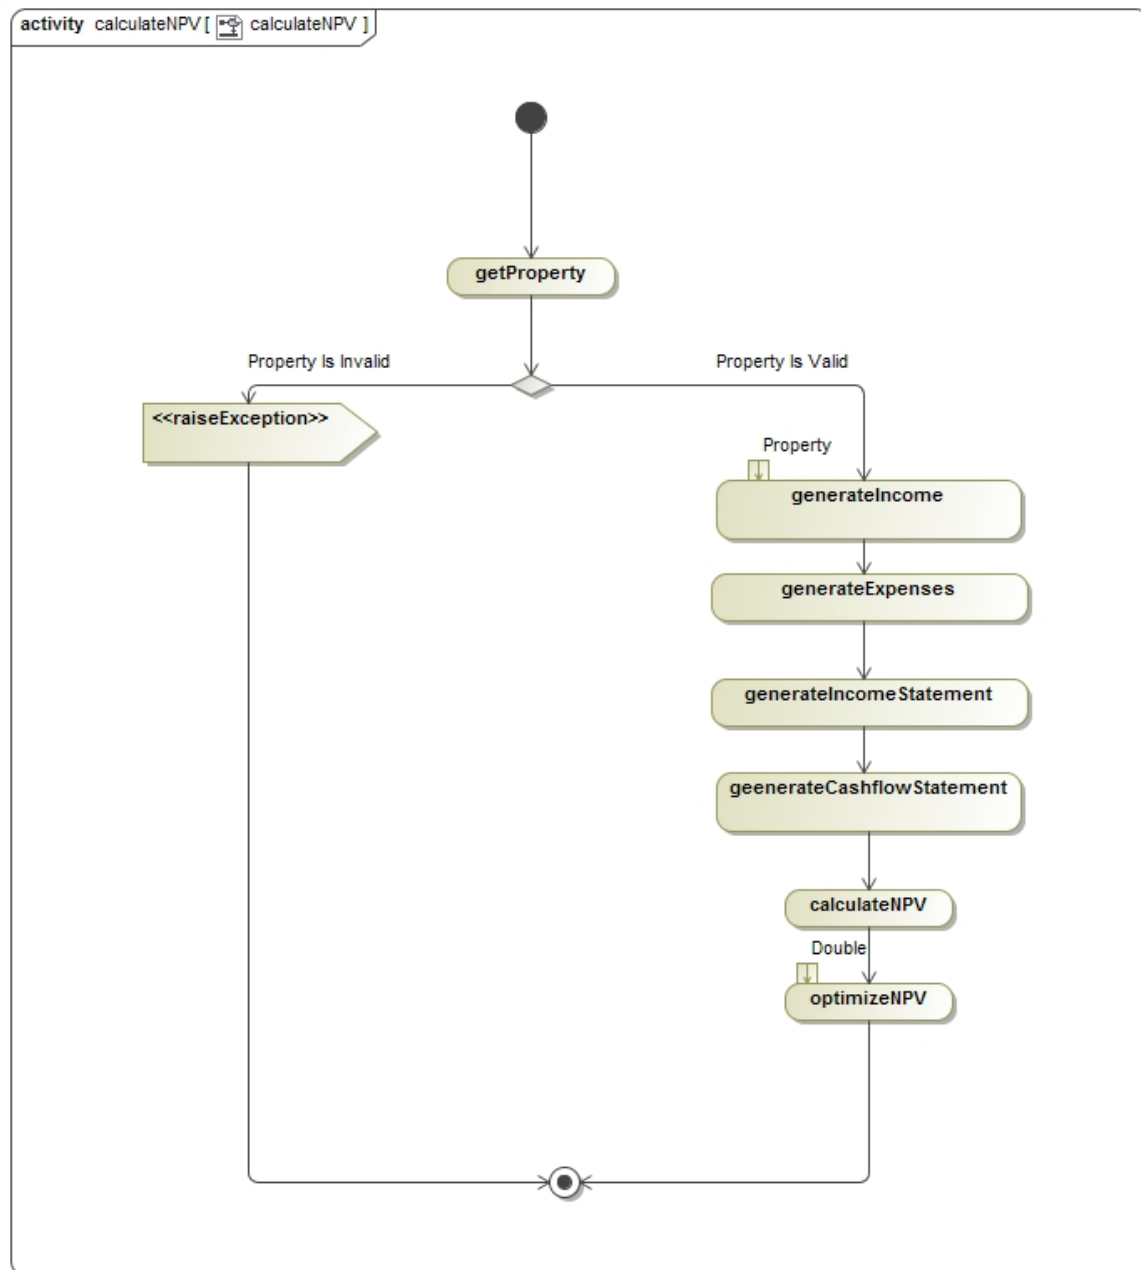 activity calculateNPV [ calculateNPV ]
getProperty
Property Is Invalid
Property Is Valid
<<raiseException>>
Property
generateIncome
generateExpenses
generateIncomeStatement
geenerateCashflowStatement
calculateNPV
Double
optimizeNPV